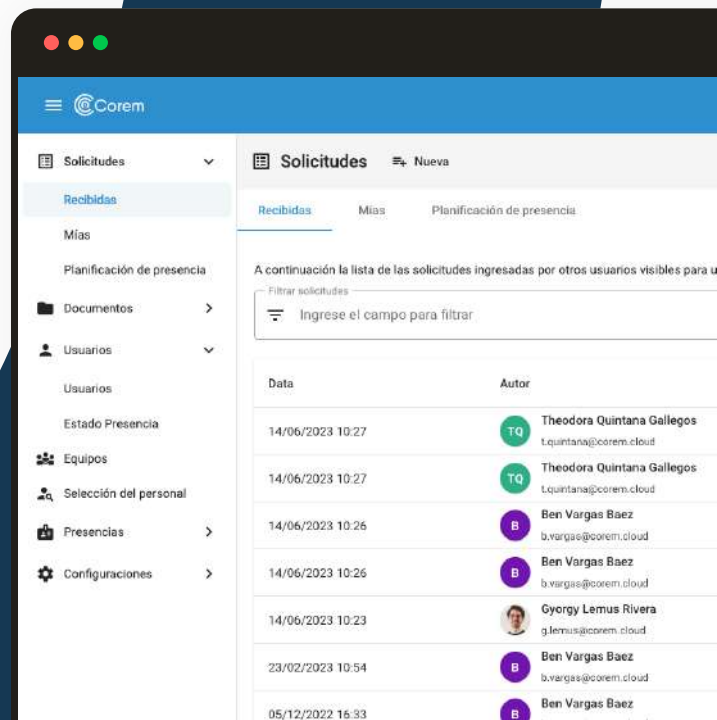 Corem
Solicitudes
Recibidas
Mías
Planificación de presencia
Documentos
Usuarios
Usuarios
Estado Presencia
Equipos
Selección del personal
Presencias
Configuraciones
Solicitudes Nueva
Recibidas Mías Planificación de presencia
A continuación la lista de las solicitudes ingresadas por otros usuarios visibles para
Filtrar solicitudes
Ingrese el campo para filtrar
Data Autor
14/06/2023 10:27 TQ Theodora Quintana Gallegos
t.quintana@corem.cloud
14/06/2023 10:27 TQ Theodora Quintana Gallegos
t.quintana@corem.cloud
14/06/2023 10:26 B Ben Vargas Baez
b.vargas@corem.cloud
14/06/2023 10:26 B Ben Vargas Baez
b.vargas@corem.cloud
14/06/2023 10:23 Gyorgy Lemus Rivera
g.lemus@corem.cloud
23/02/2023 10:54 B Ben Vargas Baez
b.vargas@corem.cloud
05/12/2022 16:33 B Ben Vargas Baez